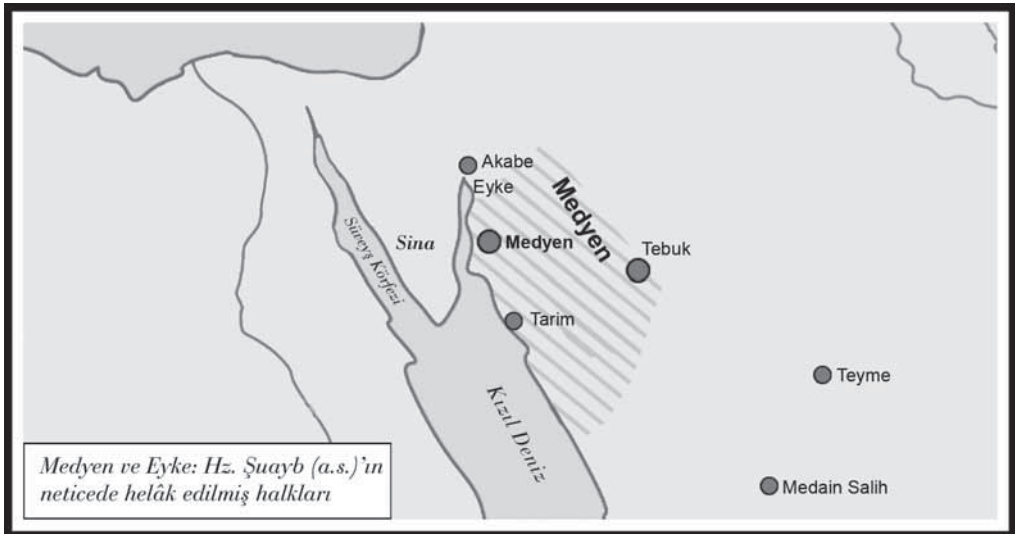 Akabe
Eyke
Medyen
Medyen
Tebuk
Sina
Süveyş Körfezi
Tarim
Teyme
Kızıl Deniz
Medain Salih
Medyen ve Eyke: Hz. Şuayb (a.s.)’ın
neticede helâk edilmiş halkları